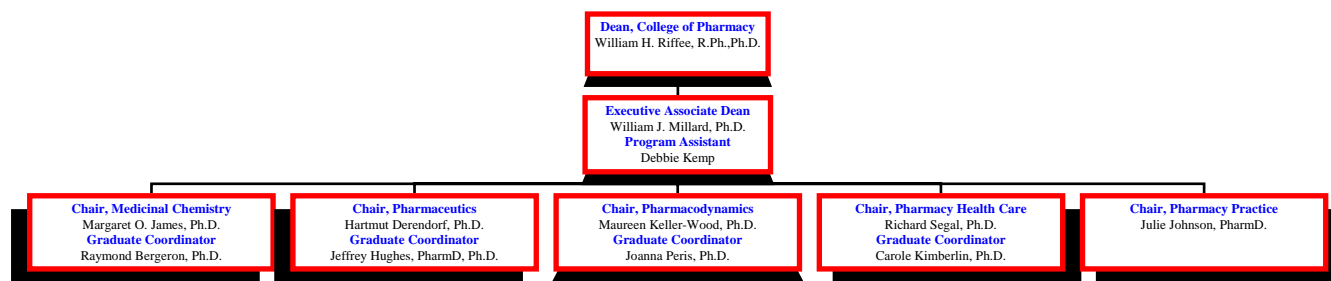 Dean, College of Pharmacy
William H. Riffee, R.Ph.,Ph.D.
Executive Associate Dean
William J. Millard, Ph.D.
Program Assistant
Debbie Kemp
Chair, Medicinal Chemistry
Margaret O. James, Ph.D.
Graduate Coordinator
Raymond Bergeron, Ph.D.
Chair, Pharmaceutics
Hartmut Derendorf, Ph.D.
Graduate Coordinator
Jeffrey Hughes, PharmD, Ph.D.
Chair, Pharmacodynamics
Maureen Keller-Wood, Ph.D.
Graduate Coordinator
Joanna Peris, Ph.D.
Chair, Pharmacy Health Care
Richard Segal, Ph.D.
Graduate Coordinator
Carole Kimberlin, Ph.D.
Chair, Pharmacy Practice
Julie Johnson, PharmD.